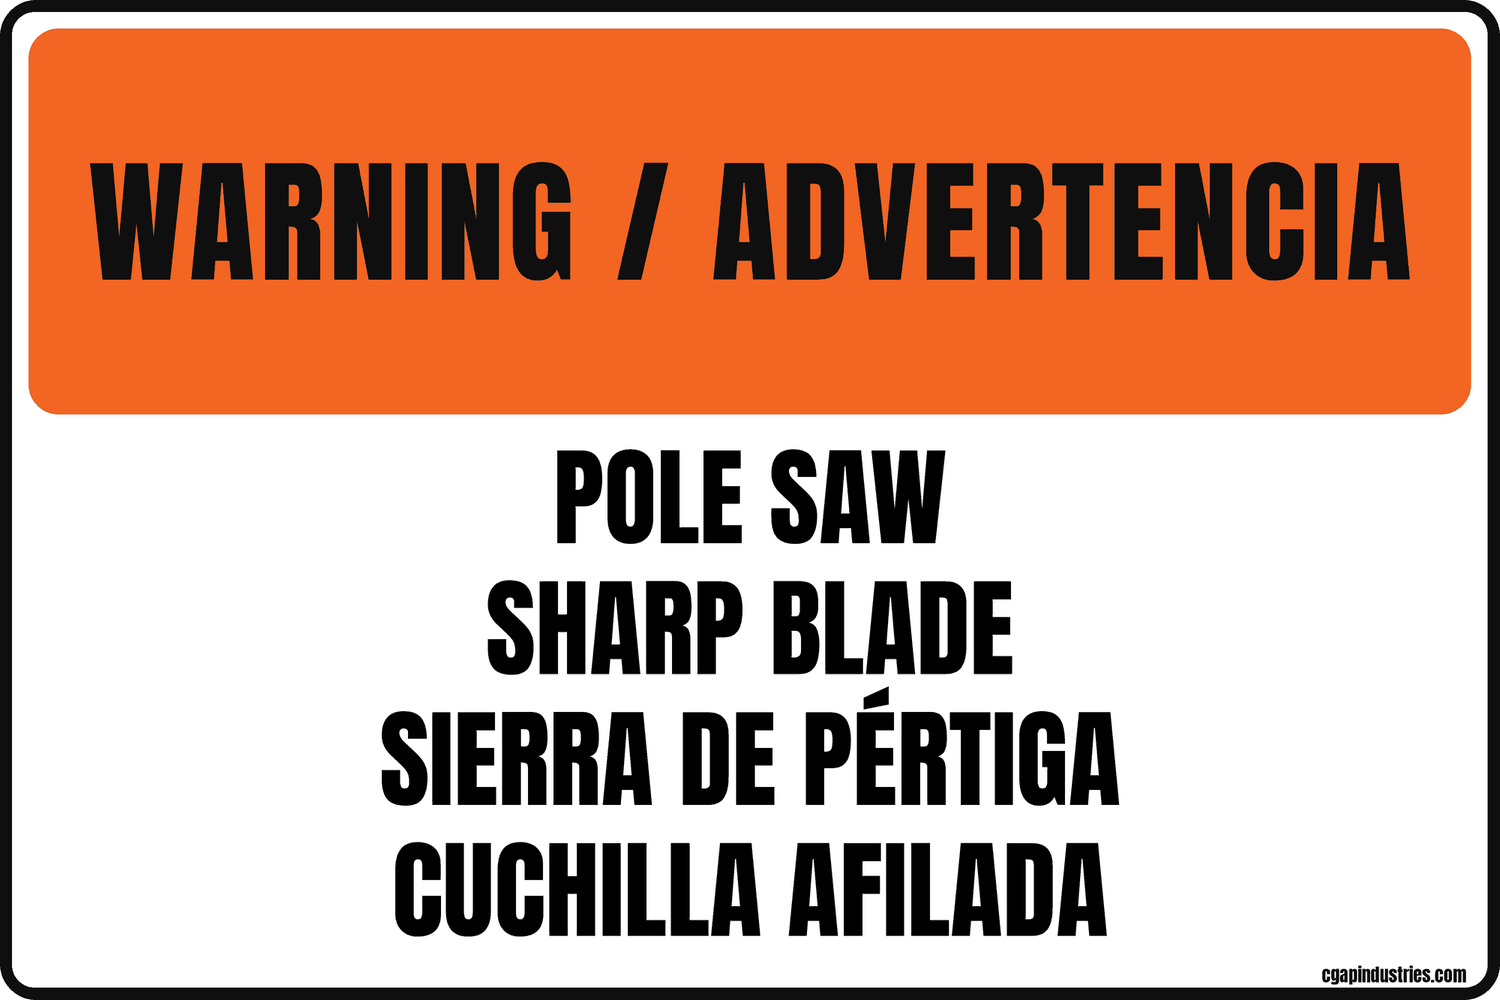 WARNING / ADVERTENCIA
POLE SAW
SHARP BLADE
SIERRA DE PÉRTIGA
CUCHILLA AFILADA
cgapindustries.com